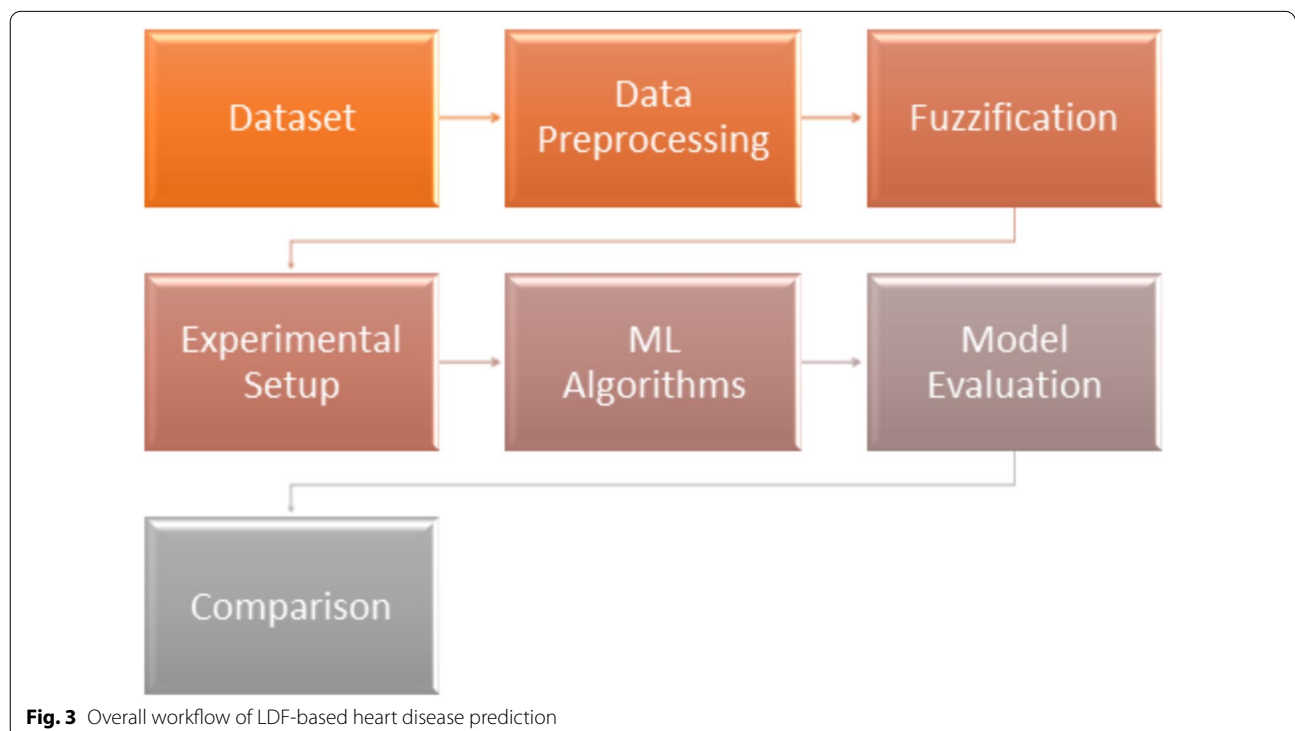 Dataset
Data
Preprocessing
Fuzzification
Experimental
Setup
ML
Algorithms
Model
Evaluation
Comparison
Fig. 3 Overall workflow of LDF-based heart disease prediction